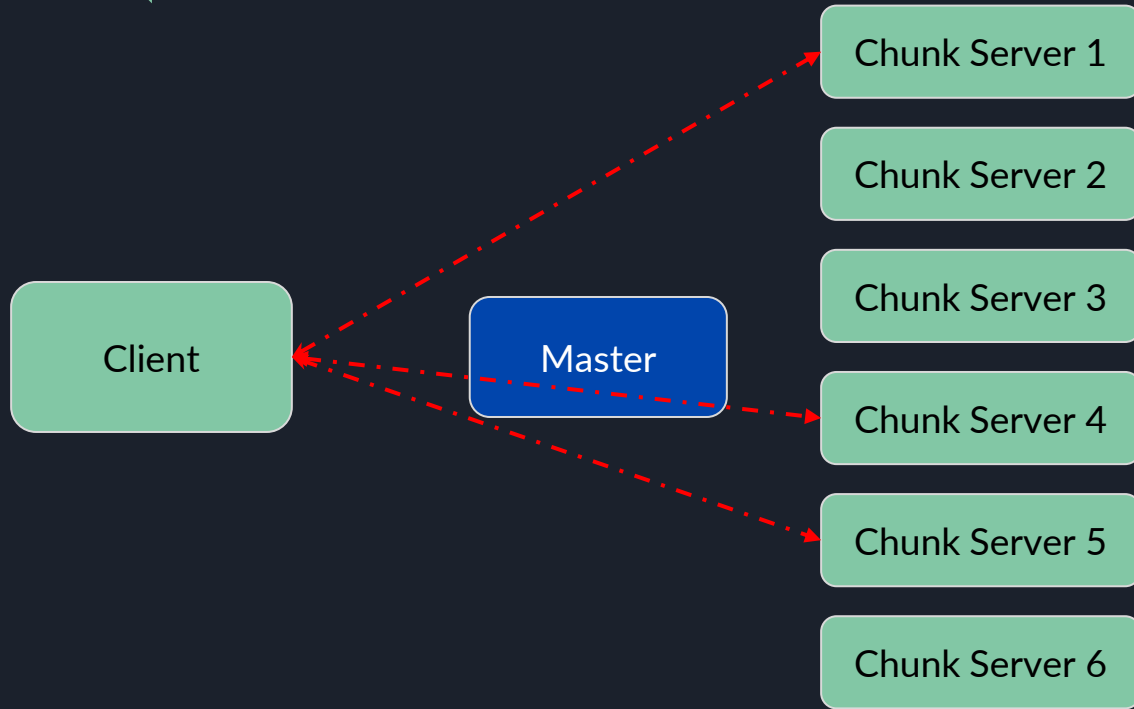 Chunk Server 1
Chunk Server 2
Chunk Server 3
Client
Master
Chunk Server 4
Chunk Server 5
Chunk Server 6